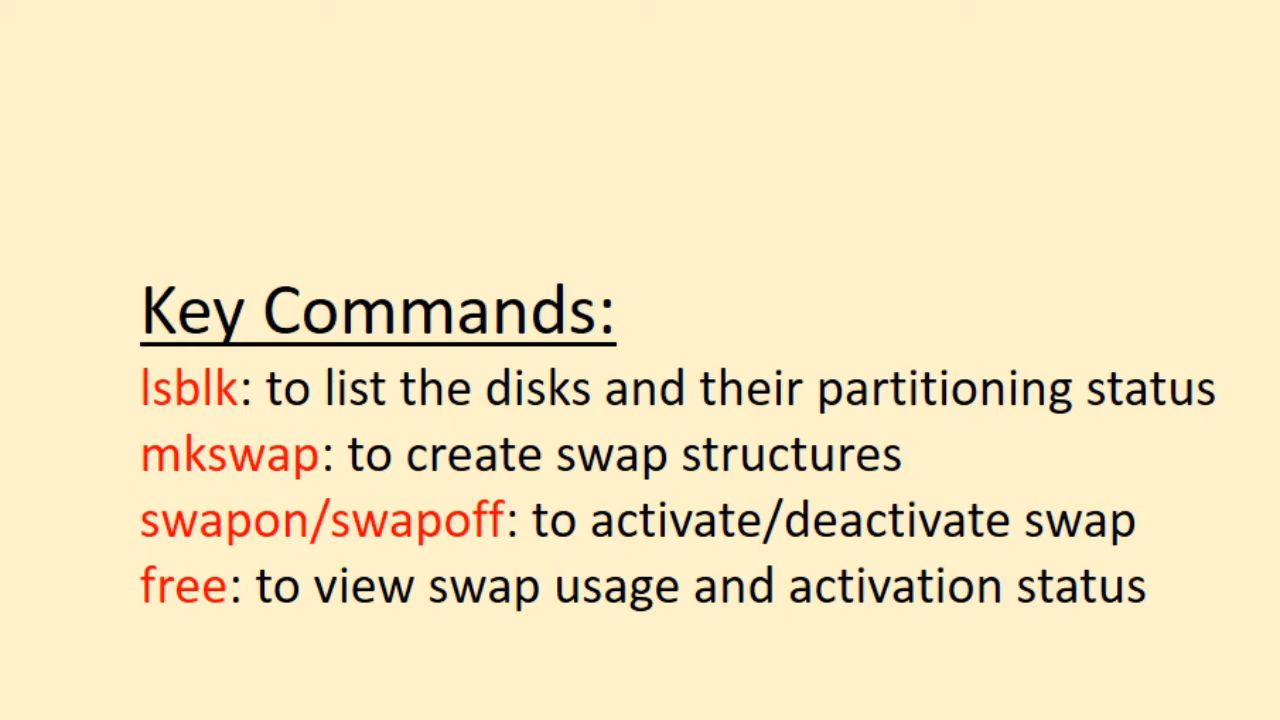 Key Commands:
lsblk: to list the disks and their partitioning status
mkswap: to create swap structures
swapon/swapoff: to activate/deactivate swap
free: to view swap usage and activation status